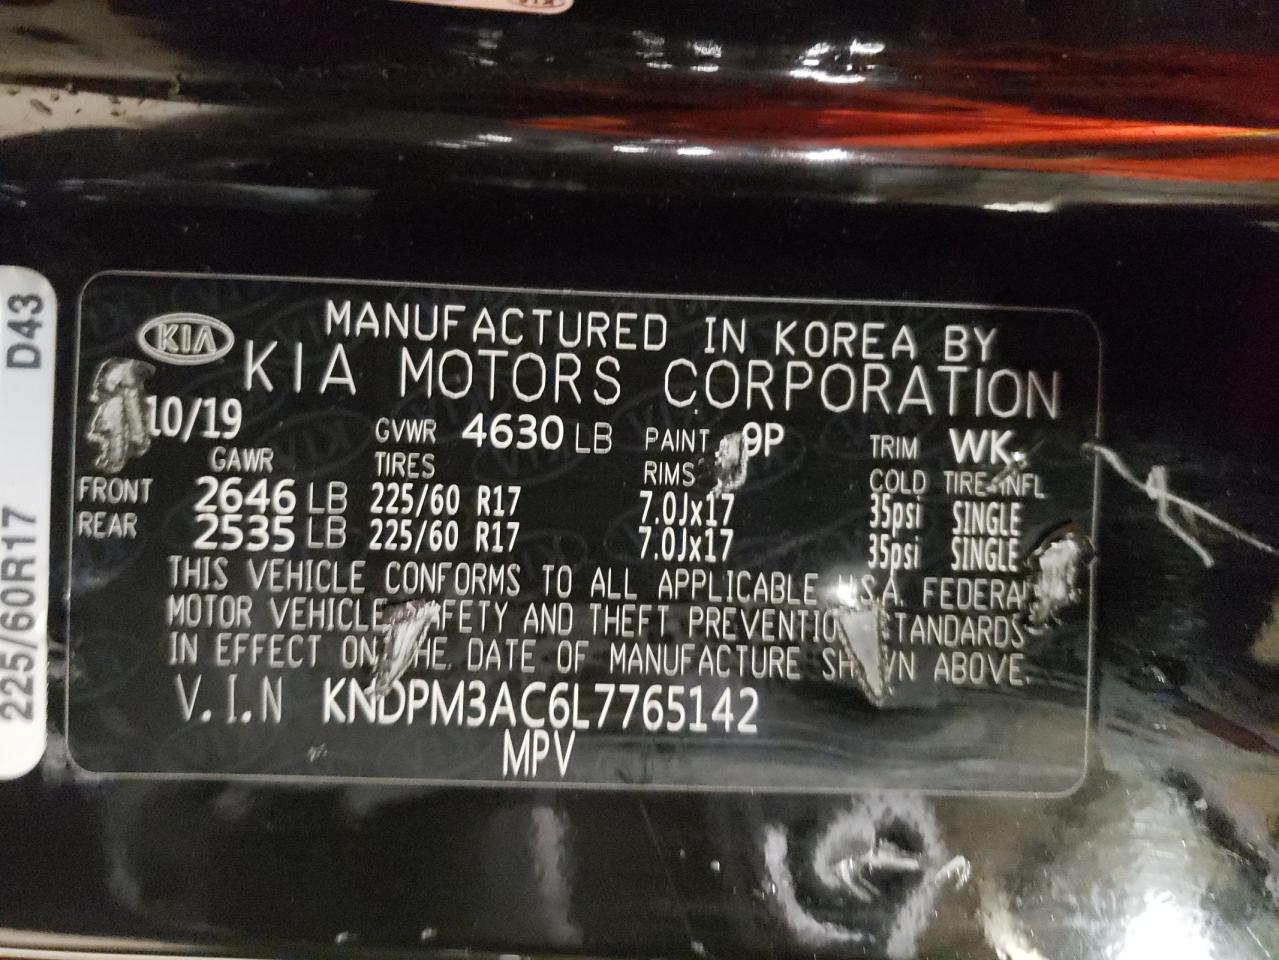 KIA
MANUFACTURED IN KOREA BY
KIA MOTORS CORPORATION
10/19 GVWR 4630 LB PAINT 9P TRIM WK
GAWR TIRES RIMS COLD TIRE INFL
FRONT 2646 LB 225/60 R17 7.0Jx17 35psi SINGLE
REAR 2535 LB 225/60 R17 7.0Jx17 35psi SINGLE
THIS VEHICLE CONFORMS TO ALL APPLICABLE U.S.A. FEDERAL
MOTOR VEHICLE SAFETY AND THEFT PREVENTION STANDARDS
IN EFFECT ON THE DATE OF MANUFACTURE SHOWN ABOVE.
V.I.N KNDPM3AC6L7765142
MPV
225/60R17 D43